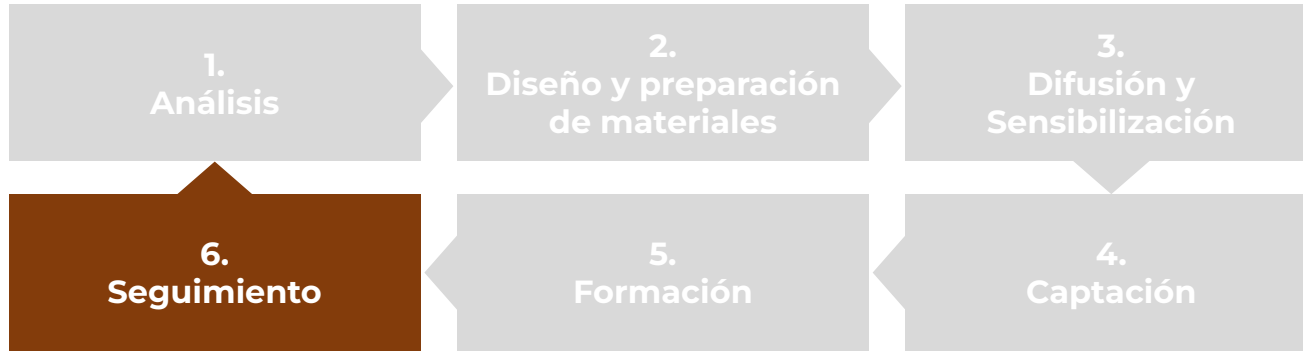 1.
Análisis
2.
Diseño y preparación
de materiales
3.
Difusión y
Sensibilización
4.
Captación
5.
Formación
6.
Seguimiento